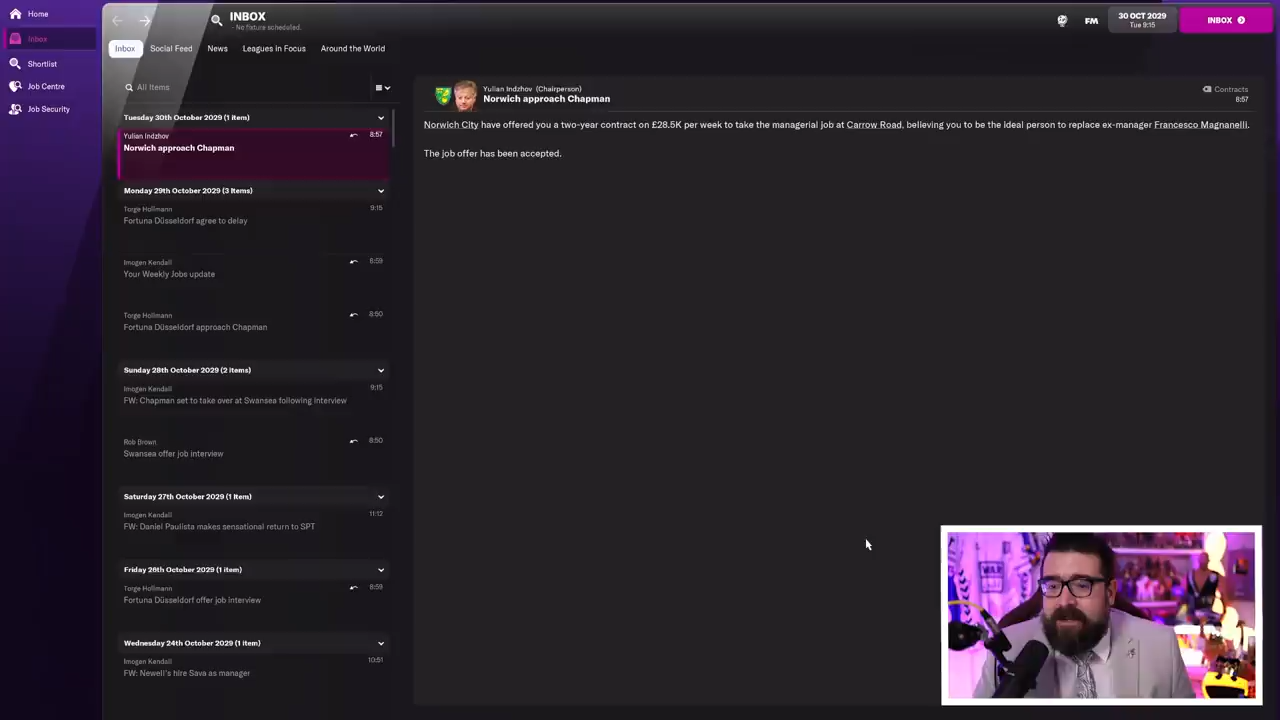 Home
Inbox
Shortlist
Job Centre
Job Security
INBOX
- No fixture scheduled.
FM
30 OCT 2029
Tue 9:15
INBOX
Inbox
Social Feed
News
Leagues in Focus
Around the World
All Items
Tuesday 30th October 2029 (1 item)
Yulian Indzhov
8:57
Norwich approach Chapman
Monday 29th October 2029 (3 Items)
Torge Hollmann
9:15
Fortuna Düsseldorf agree to delay
Imogen Kendall
8:59
Your Weekly Jobs update
Torge Hollmann
8:50
Fortuna Düsseldorf approach Chapman
Sunday 28th October 2029 (2 items)
Imogen Kendall
9:15
FW: Chapman set to take over at Swansea following interview
Rob Brown
8:50
Swansea offer job interview
Saturday 27th October 2029 (1 item)
Imogen Kendall
11:12
FW: Daniel Paulista makes sensational return to SPT
Friday 26th October 2029 (1 item)
Torge Hollmann
8:59
Fortuna Düsseldorf offer job interview
Wednesday 24th October 2029 (1 item)
Imogen Kendall
10:51
FW: Newell's hire Sava as manager
Yulian Indzhov (Chairperson)
Norwich approach Chapman
Contracts
8:57
Norwich City have offered you a two-year contract on £28.5K per week to take the managerial job at Carrow Road, believing you to be the ideal person to replace ex-manager Francesco Magnanelli.
The job offer has been accepted.